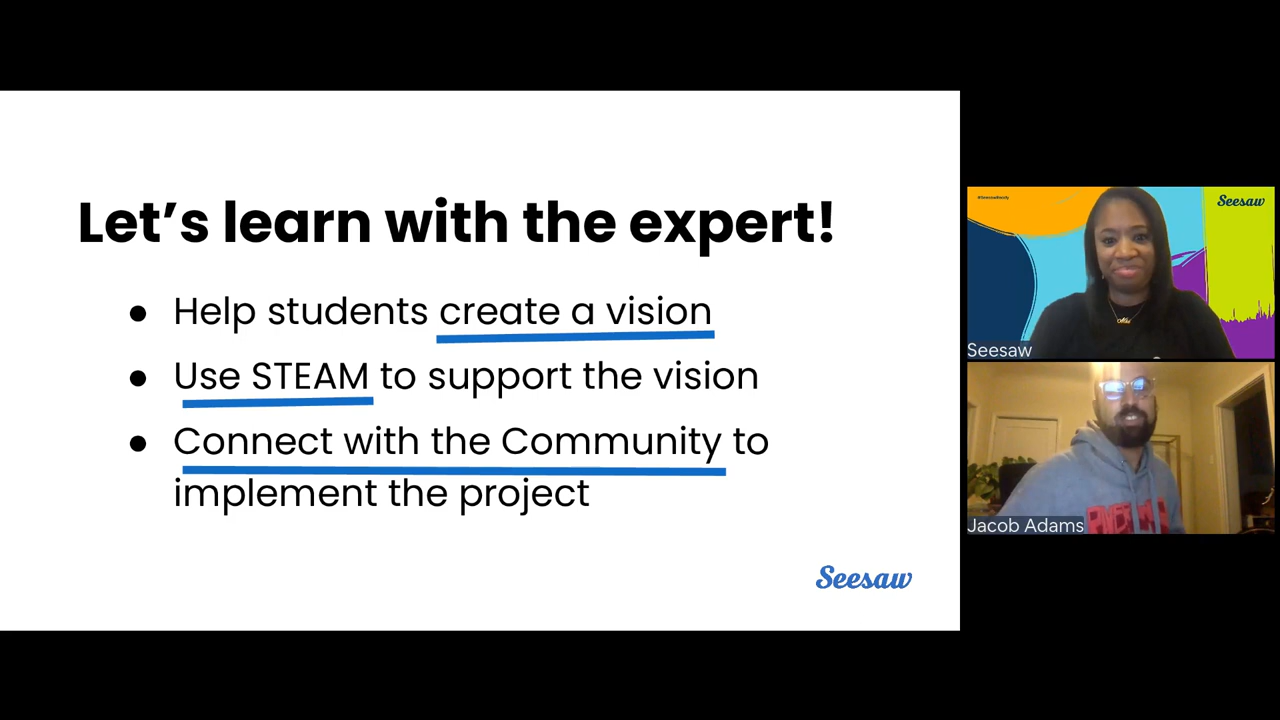 Let's learn with the expert!
● Help students create a vision
● Use STEAM to support the vision
● Connect with the Community to
implement the project
Seesaw
Seesaw
Seesaw
Jacob Adams